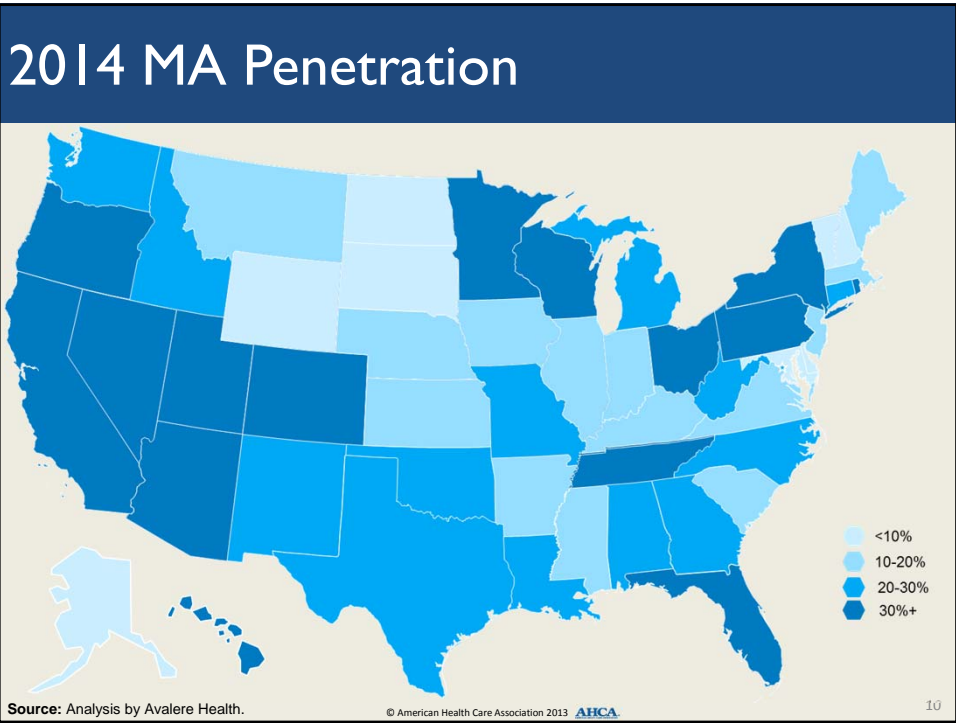 2014 MA Penetration
<10%
10-20%
20-30%
30%+
Source: Analysis by Avalere Health.
© American Health Care Association 2013 AHCA
10